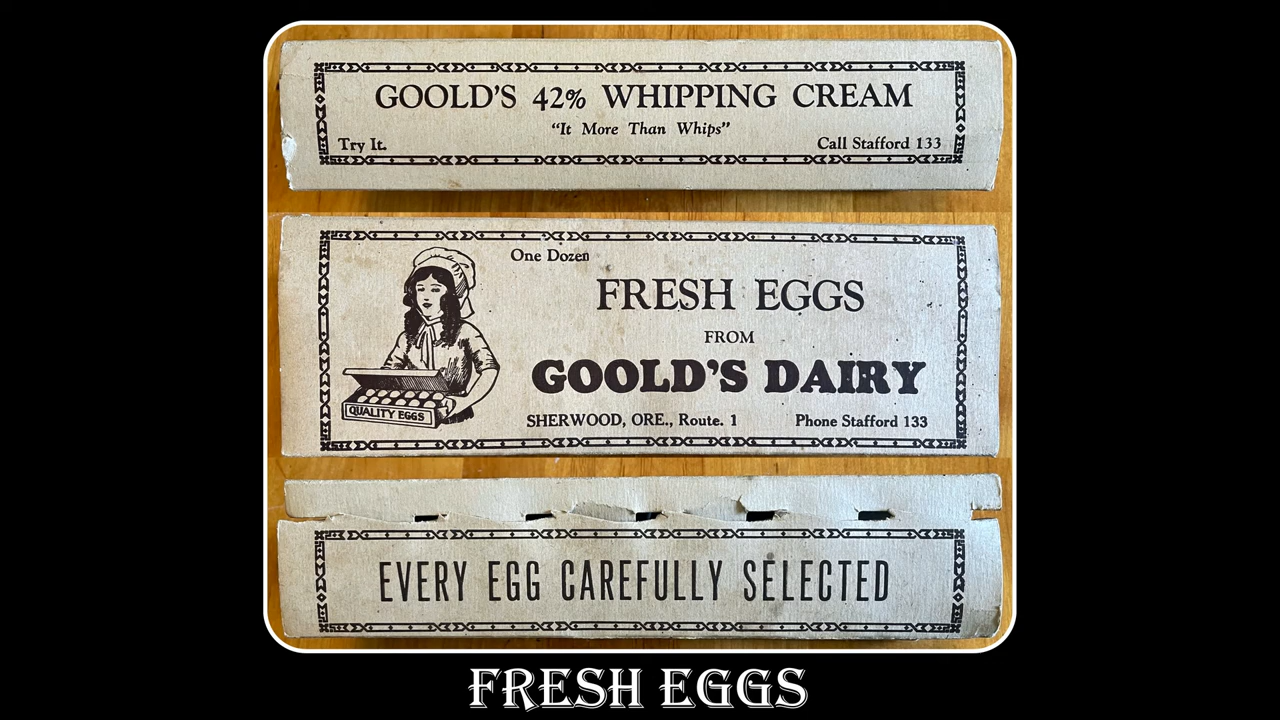 GOOLD'S 42% WHIPPING CREAM
"It More Than Whips"
Try It. Call Stafford 133
One Dozen
FRESH EGGS
FROM
GOOLD'S DAIRY
QUALITY EGGS
SHERWOOD, ORE., Route. 1 Phone Stafford 133
EVERY EGG CAREFULLY SELECTED
FRESH EGGS